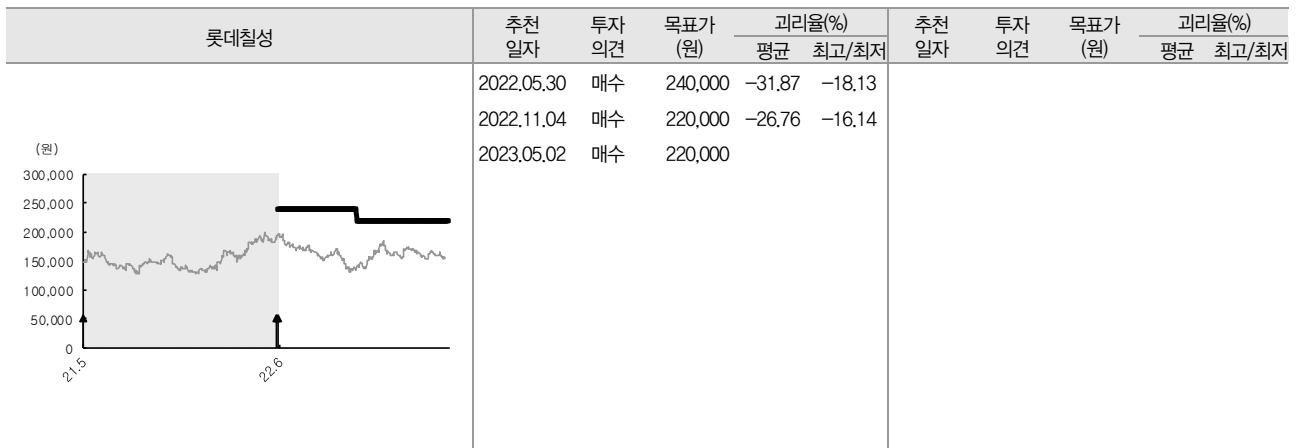 롯데칠성 추천 일자 투자 의견 목표가 (원) 괴리율(%) 평균 최고/최저 추천 일자 투자 의견 목표가 (원) 괴리율(%) 평균 최고/최저
2022.05.30 매수 240,000 -31.87 -18.13
2022.11.04 매수 220,000 -26.76 -16.14
2023.05.02 매수 220,000
(원)
300,000
250,000
200,000
150,000
100,000
50,000
0
21.5 22.6